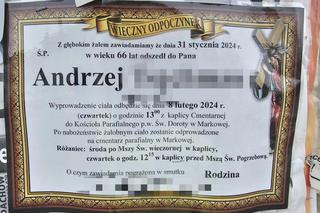 WIECZNY ODPOCZYNEK
Z głębokim żalem zawiadamiamy że dnia 31 stycznia 2024 r.
w wieku 66 lat odszedł do Pana
Ś.P.
Andrzej
Wyprowadzenie ciała odbędzie się dnia 8 lutego 2024 r.
(czwartek) o godzinie 13⁰⁰ z kaplicy Cmentarnej
do Kościoła Parafialnego p.w. Św. Doroty w Markowej.
Po nabożeństwie żałobnym ciało zostanie odprowadzone
na cmentarz parafialny w Markowej.
Różaniec: środa po Mszy Św. wieczornej w kaplicy,
czwartek o godz. 12¹⁵ w kaplicy przed Mszą Św. Pogrzebową.
O czym zawiadamia pogrążona w smutku
Rodzina